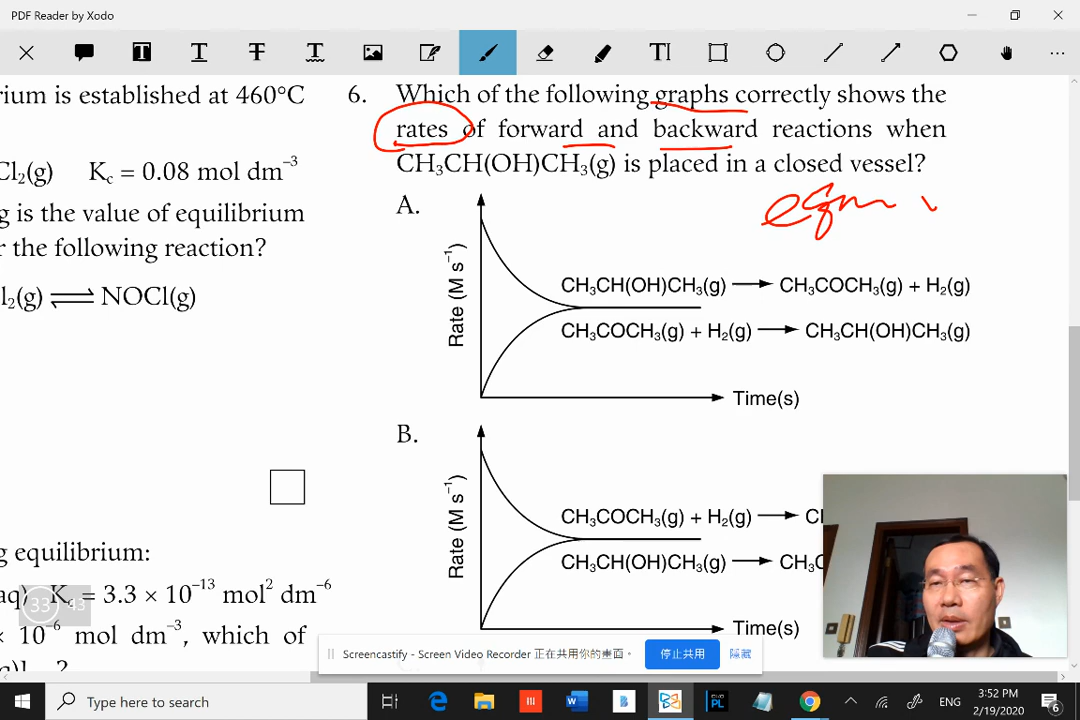 PDF Reader by Xodo
rium is established at 460°C
Cl₂(g) K꜀ = 0.08 mol dm⁻³
g is the value of equilibrium
r the following reaction?
l₂(g) ⇌ NOCl(g)
g equilibrium:
aq) K = 3.3 × 10⁻¹³ mol² dm⁻⁶
× 10⁻⁶ mol dm⁻³, which of
6. Which of the following graphs correctly shows the
rates of forward and backward reactions when
CH₃CH(OH)CH₃(g) is placed in a closed vessel?
eqm
A.
Rate (M s⁻¹)
CH₃CH(OH)CH₃(g) → CH₃COCH₃(g) + H₂(g)
CH₃COCH₃(g) + H₂(g) → CH₃CH(OH)CH₃(g)
Time(s)
B.
Rate (M s⁻¹)
CH₃COCH₃(g) + H₂(g) → C
CH₃CH(OH)CH₃(g) → CH₃C
Time(s)
Screencastify - Screen Video Recorder 正在共用你的畫面。 停止共用 隱藏
Type here to search
ENG
3:52 PM
2/19/2020
6